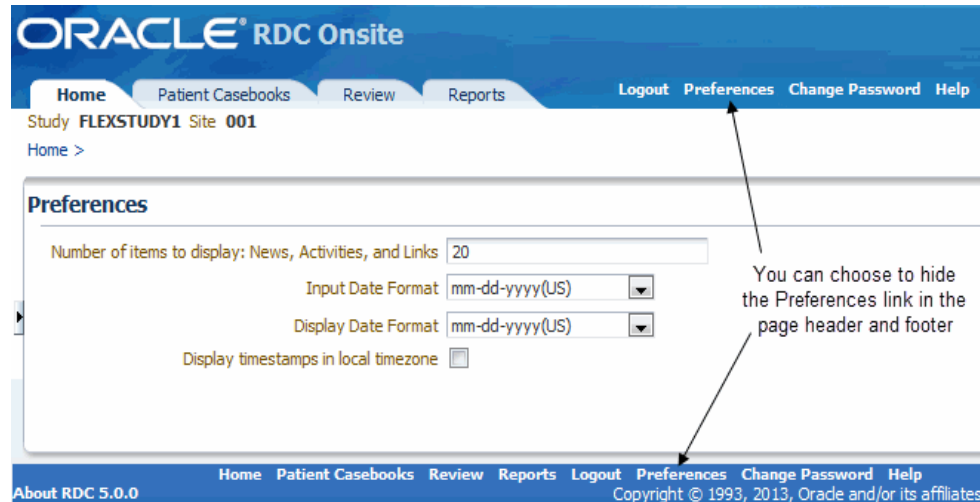 ORACLE® RDC Onsite
Home Patient Casebooks Review Reports Logout Preferences Change Password Help
Study FLEXSTUDY1 Site 001
Home >
Preferences
Number of items to display: News, Activities, and Links 20
Input Date Format mm-dd-yyyy(US)
Display Date Format mm-dd-yyyy(US)
Display timestamps in local timezone
You can choose to hide
the Preferences link in the
page header and footer
Home Patient Casebooks Review Reports Logout Preferences Change Password Help
About RDC 5.0.0 Copyright © 1993, 2013, Oracle and/or its affiliates